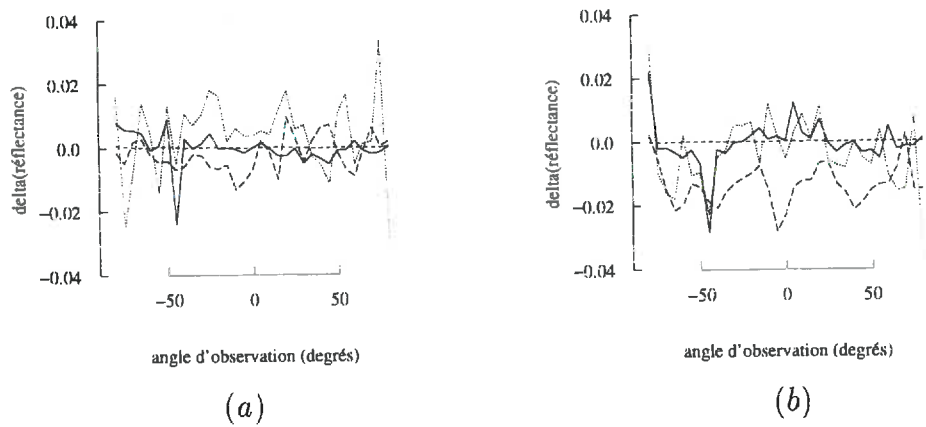 0.04
0.02
0.0
−0.02
−0.04
delta(réflectance)
−50 0 50
angle d'observation (degrés)
(a)
0.04
0.02
0.0
−0.02
−0.04
delta(réflectance)
−50 0 50
angle d'observation (degrés)
(b)